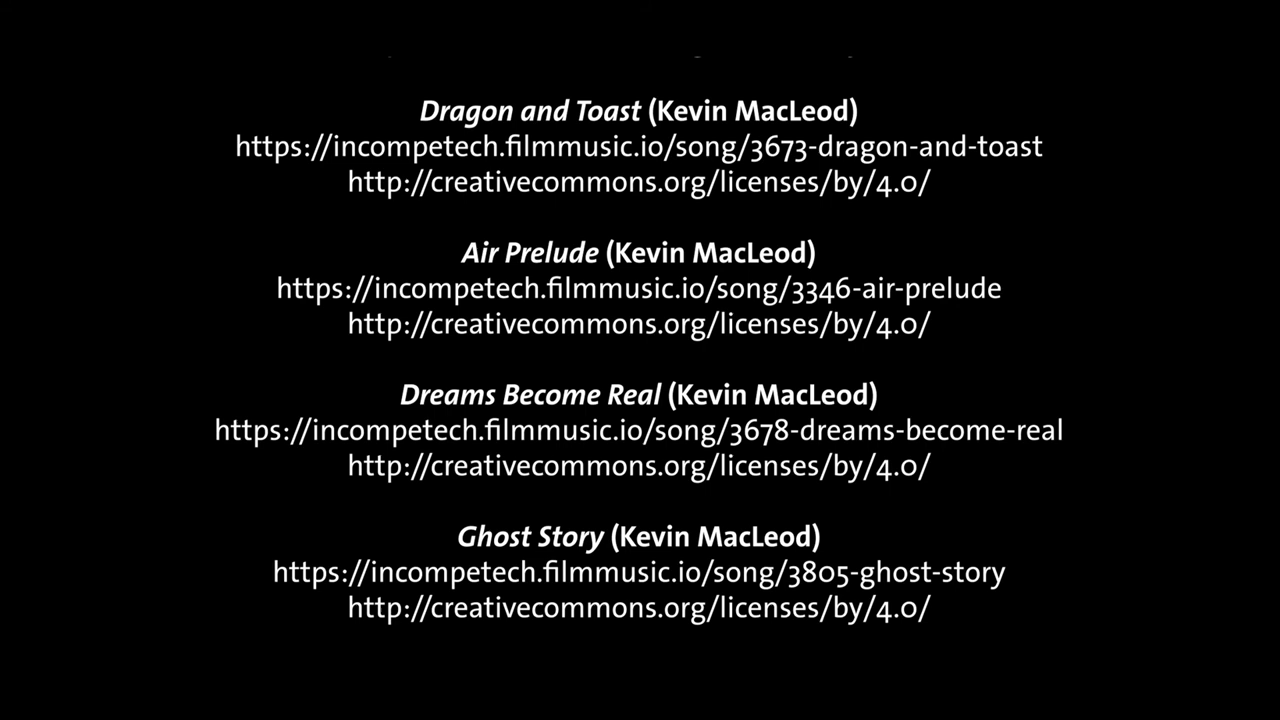 Dragon and Toast (Kevin MacLeod)
https://incompetech.filmmusic.io/song/3673-dragon-and-toast
http://creativecommons.org/licenses/by/4.0/
Air Prelude (Kevin MacLeod)
https://incompetech.filmmusic.io/song/3346-air-prelude
http://creativecommons.org/licenses/by/4.0/
Dreams Become Real (Kevin MacLeod)
https://incompetech.filmmusic.io/song/3678-dreams-become-real
http://creativecommons.org/licenses/by/4.0/
Ghost Story (Kevin MacLeod)
https://incompetech.filmmusic.io/song/3805-ghost-story
http://creativecommons.org/licenses/by/4.0/